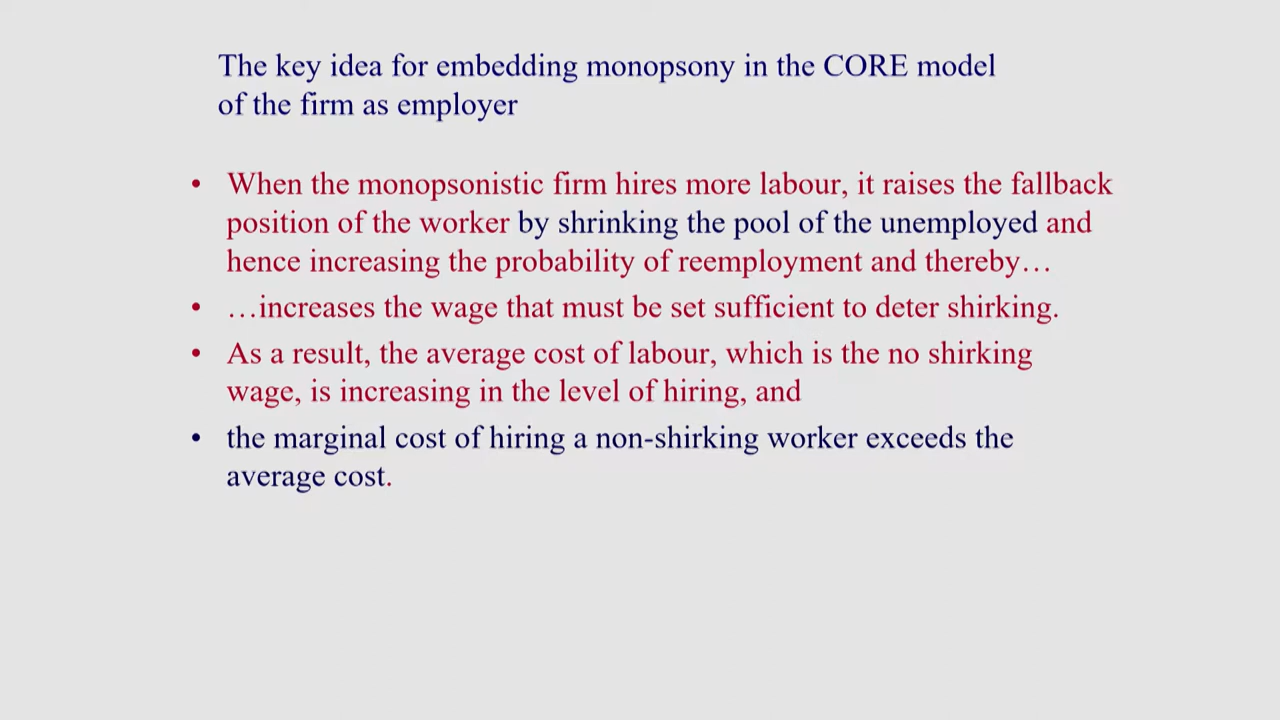 The key idea for embedding monopsony in the CORE model
of the firm as employer
• When the monopsonistic firm hires more labour, it raises the fallback
position of the worker by shrinking the pool of the unemployed and
hence increasing the probability of reemployment and thereby…
• …increases the wage that must be set sufficient to deter shirking.
• As a result, the average cost of labour, which is the no shirking
wage, is increasing in the level of hiring, and
• the marginal cost of hiring a non-shirking worker exceeds the
average cost.